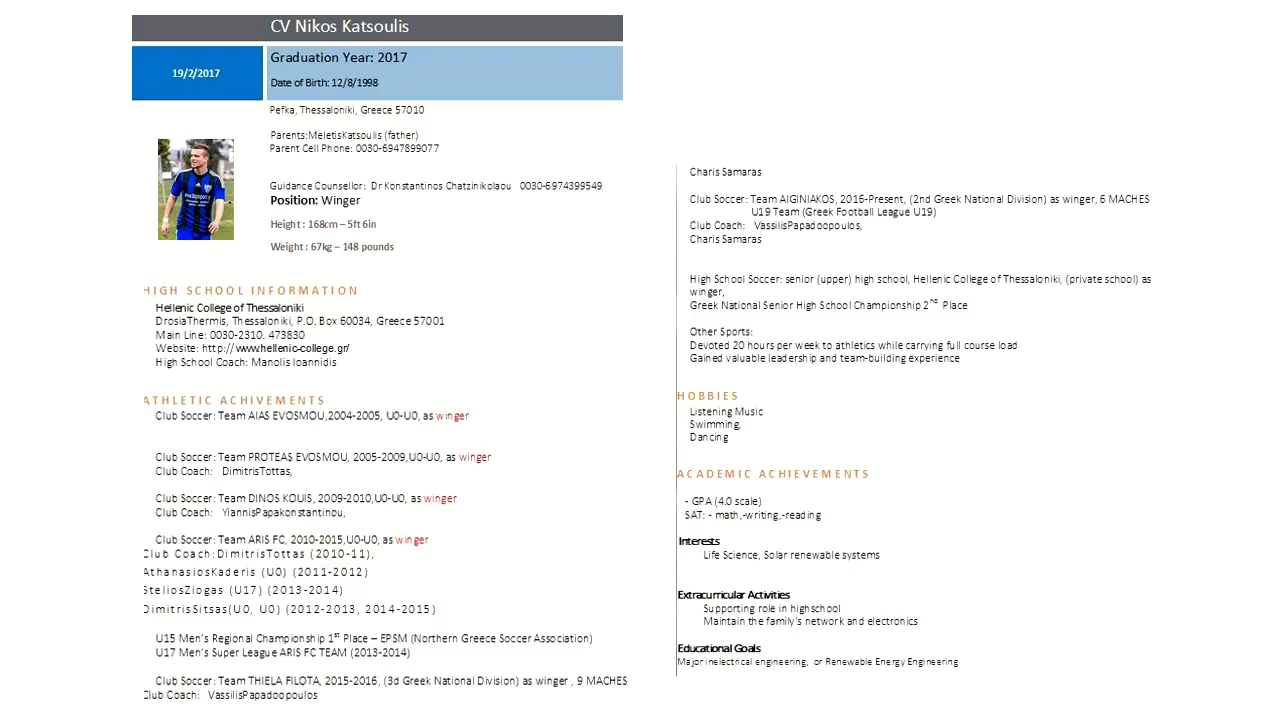 CV Nikos Katsoulis
19/2/2017
Graduation Year: 2017
Date of Birth: 12/8/1998
Pefka, Thessaloniki, Greece 57010
Parents:MeletisKatsoulis (father)
Parent Cell Phone: 0030-6947899077
Guidance Counsellor: Dr Konstantinos Chatzinikolaou 0030-6974399549
Position: Winger
Height : 168cm – 5ft 6in
Weight : 67kg – 148 pounds
HIGH SCHOOL INFORMATION
Hellenic College of Thessaloniki
DrosiaThermis, Thessaloniki, P.O. Box 60034, Greece 57001
Main Line: 0030-2310. 473830
Website: http://www.hellenic-college.gr/
High School Coach: Manolis Ioannidis
ATHLETIC ACHIVEMENTS
Club Soccer: Team AIAS EVOSMOU,2004-2005, U0-U0, as winger
Club Soccer: Team PROTEAS EVOSMOU, 2005-2009,U0-U0, as winger
Club Coach: DimitrisTottas,
Club Soccer: Team DINOS KOUIS, 2009-2010,U0-U0, as winger
Club Coach: YiannisPapakonstantinou,
Club Soccer: Team ARIS FC, 2010-2015,U0-U0, as winger
Club Coach:DimitrisTottas (2010-11),
AthanasiosKaderis (U0) (2011-2012)
SteliosZiogas (U17) (2013-2014)
DimitrisSitsas(U0, U0) (2012-2013, 2014-2015)
U15 Men's Regional Championship 1st Place – EPSM (Northern Greece Soccer Association)
U17 Men's Super League ARIS FC TEAM (2013-2014)
Club Soccer: Team THIELA FILOTA, 2015-2016, (3d Greek National Division) as winger , 9 MACHES
Club Coach: VassilisPapadoopoulos
Charis Samaras
Club Soccer: Team AIGINIAKOS, 2016-Present, (2nd Greek National Division) as winger, 6 MACHES
U19 Team (Greek Football League U19)
Club Coach: VassilisPapadoopoulos,
Charis Samaras
High School Soccer: senior (upper) high school, Hellenic College of Thessaloniki, (private school) as
winger,
Greek National Senior High School Championship 2nd Place
Other Sports:
Devoted 20 hours per week to athletics while carrying full course load
Gained valuable leadership and team-building experience
HOBBIES
Listening Music
Swimming,
Dancing
ACADEMIC ACHIEVEMENTS
- GPA (4.0 scale)
SAT: - math,-writing,-reading
Interests
Life Science, Solar renewable systems
Extracurricular Activities
Supporting role in highschool
Maintain the family's network and electronics
Educational Goals
Major inelectrical engineering, or Renewable Energy Engineering